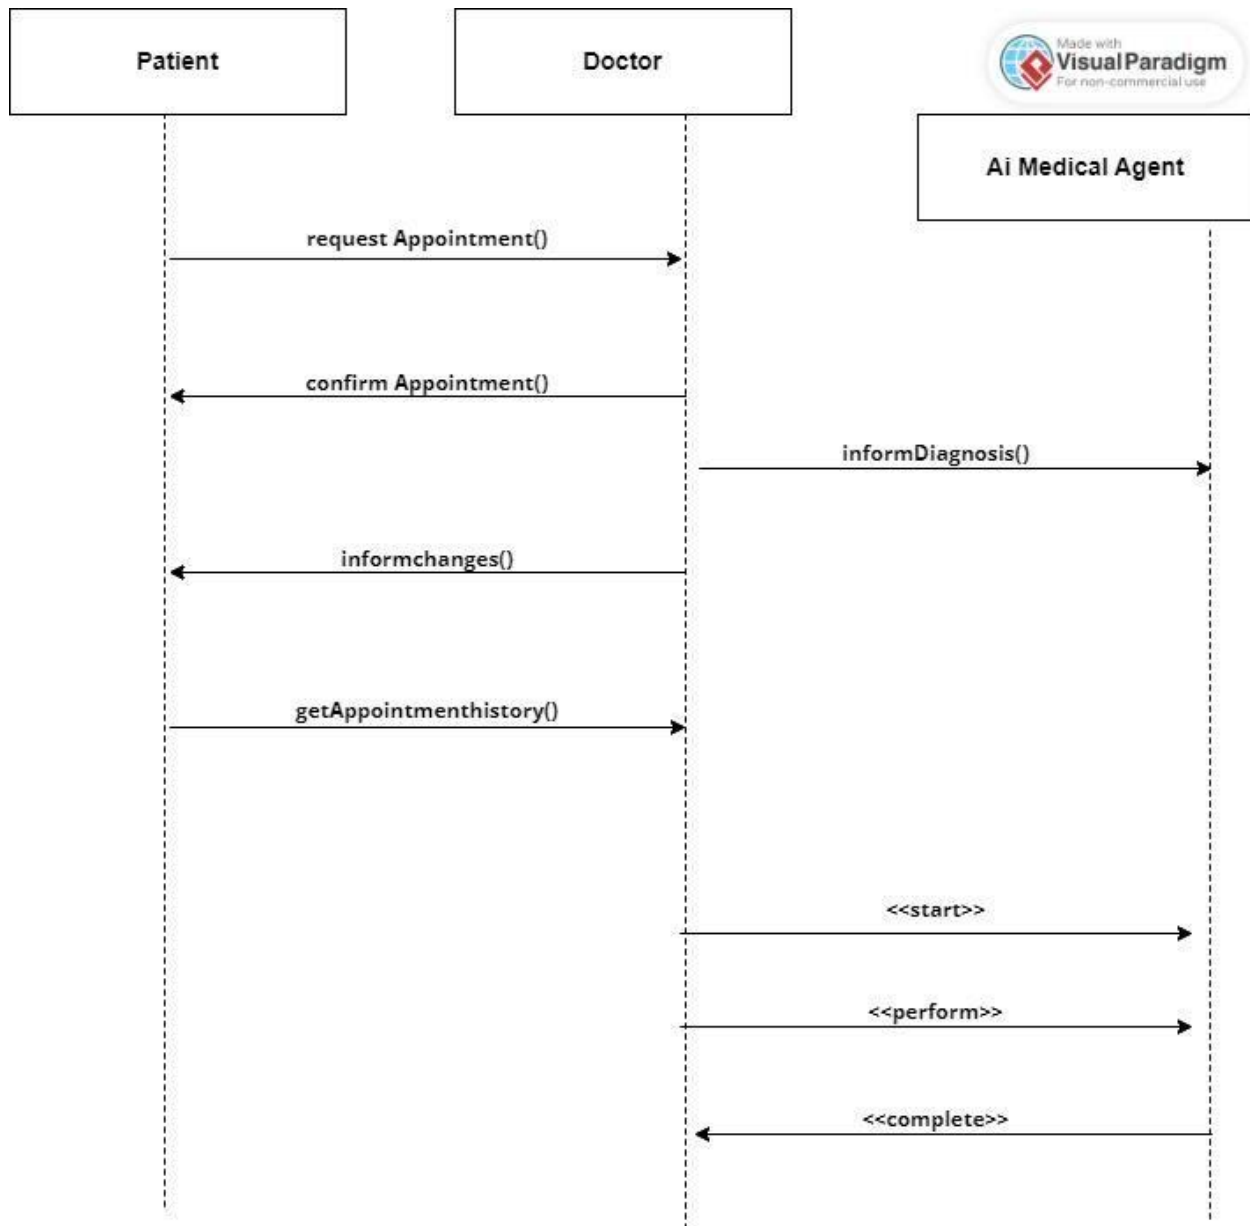 Patient
Doctor
Made with
Visual Paradigm
For non-commercial use
Ai Medical Agent
request Appointment()
confirm Appointment()
informDiagnosis()
informchanges()
getAppointmenthistory()
<<start>>
<<perform>>
<<complete>>